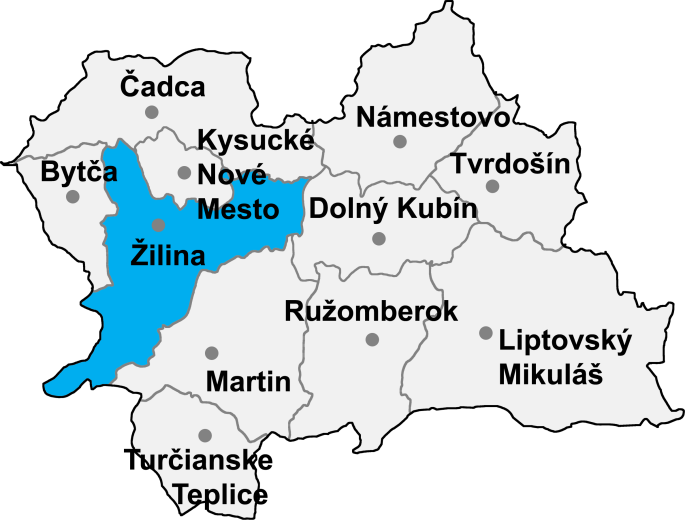 Čadca
Námestovo
Kysucké
Nové
Mesto
Bytča
Tvrdošín
Dolný Kubín
Žilina
Ružomberok
Liptovský
Mikuláš
Martin
Turčianske
Teplice